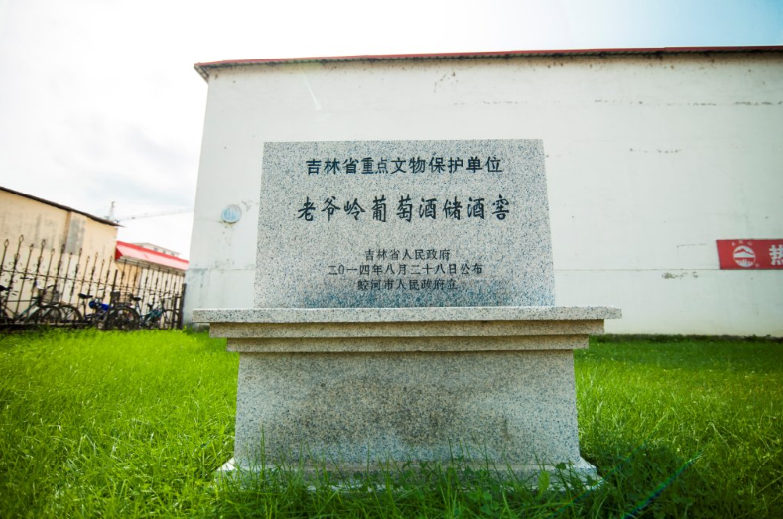 吉林省重点文物保护单位
老爷岭葡萄酒储酒窖
吉林省人民政府
二〇一四年八月二十八日公布
蛟河市人民政府立
热